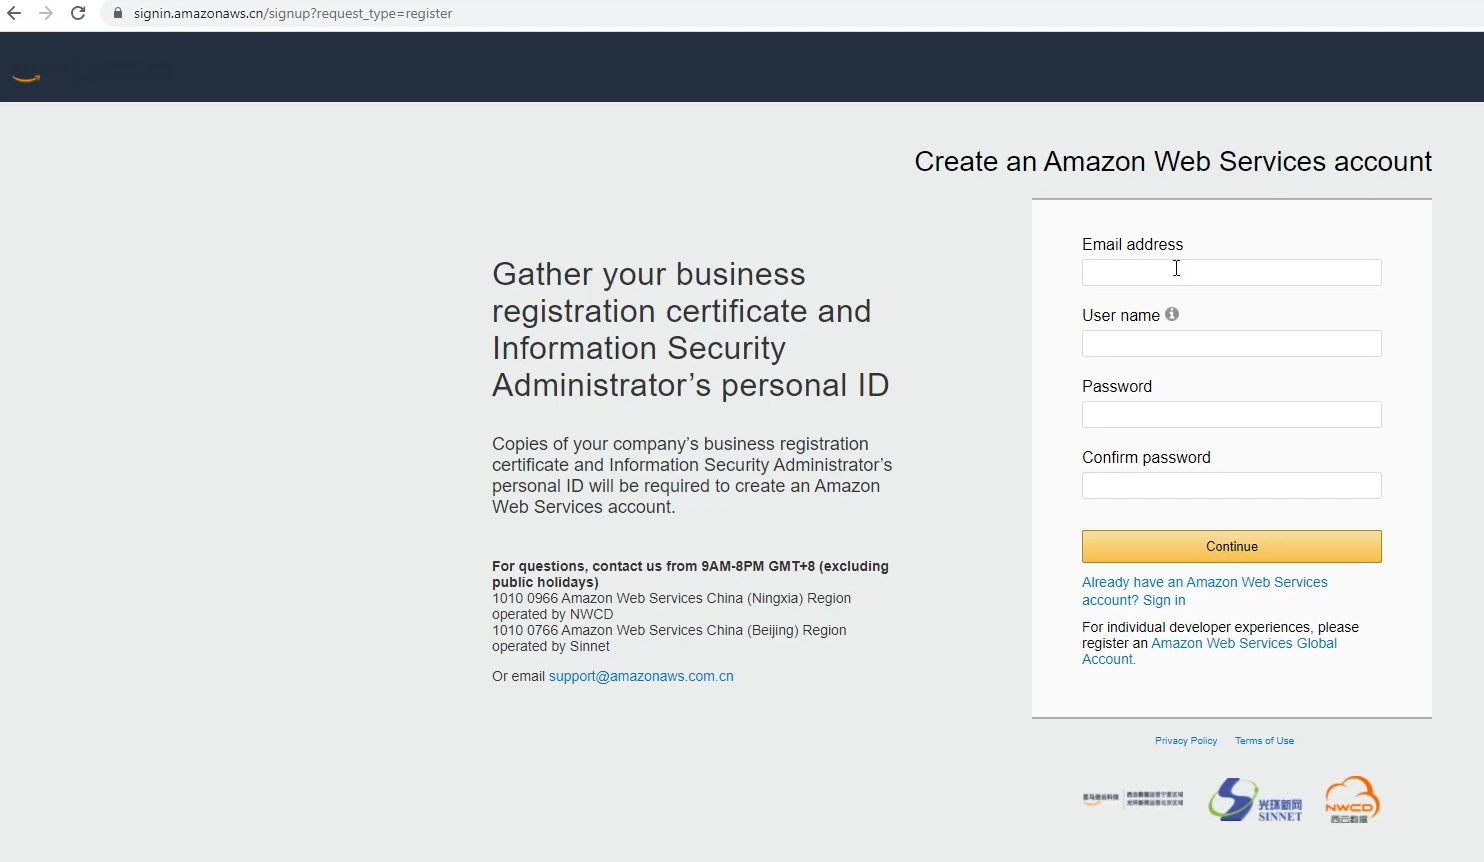 signin.amazonaws.cn/signup?request_type=register
Create an Amazon Web Services account
Gather your business
registration certificate and
Information Security
Administrator’s personal ID
Copies of your company’s business registration
certificate and Information Security Administrator’s
personal ID will be required to create an Amazon
Web Services account.
For questions, contact us from 9AM-8PM GMT+8 (excluding
public holidays)
1010 0966 Amazon Web Services China (Ningxia) Region
operated by NWCD
1010 0766 Amazon Web Services China (Beijing) Region
operated by Sinnet
Or email support@amazonaws.com.cn
Email address
User name
Password
Confirm password
Continue
Already have an Amazon Web Services
account? Sign in
For individual developer experiences, please
register an Amazon Web Services Global
Account.
Privacy Policy Terms of Use
光环新网
SINNET
NWCD
西云数据